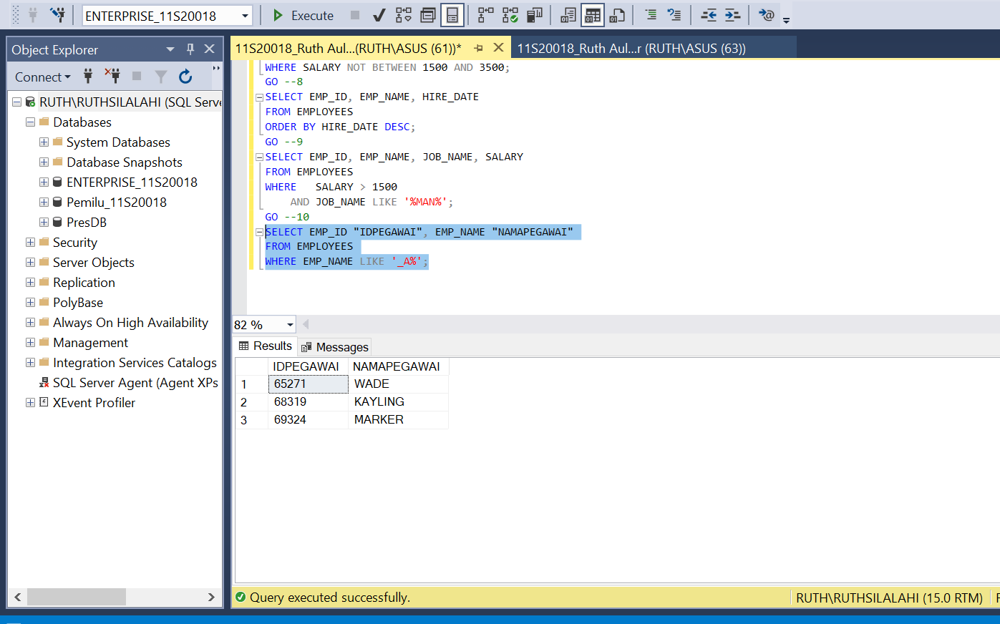 ENTERPRISE_11S20018
Execute
Object Explorer
Connect
RUTH\RUTHSILALAHI (SQL Serve
Databases
System Databases
Database Snapshots
ENTERPRISE_11S20018
Pemilu_11S20018
PresDB
Security
Server Objects
Replication
PolyBase
Always On High Availability
Management
Integration Services Catalogs
SQL Server Agent (Agent XPs
XEvent Profiler
11S20018_Ruth Aul...(RUTH\ASUS (61))*
11S20018_Ruth Aul...r (RUTH\ASUS (63))
WHERE SALARY NOT BETWEEN 1500 AND 3500;
GO --8
SELECT EMP_ID, EMP_NAME, HIRE_DATE
FROM EMPLOYEES
ORDER BY HIRE_DATE DESC;
GO --9
SELECT EMP_ID, EMP_NAME, JOB_NAME, SALARY
FROM EMPLOYEES
WHERE   SALARY > 1500
    AND JOB_NAME LIKE '%MAN%';
GO --10
SELECT EMP_ID "IDPEGAWAI", EMP_NAME "NAMAPEGAWAI"
FROM EMPLOYEES
WHERE EMP_NAME LIKE '_A%';
82 %
Results Messages
IDPEGAWAI NAMAPEGAWAI
1 65271 WADE
2 68319 KAYLING
3 69324 MARKER
Query executed successfully.
RUTH\RUTHSILALAHI (15.0 RTM)